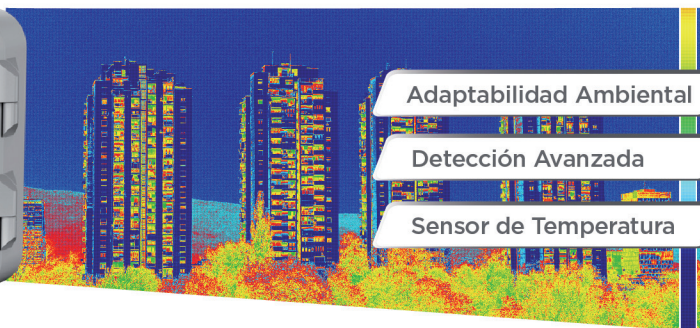 Adaptabilidad Ambiental
Detección Avanzada
Sensor de Temperatura